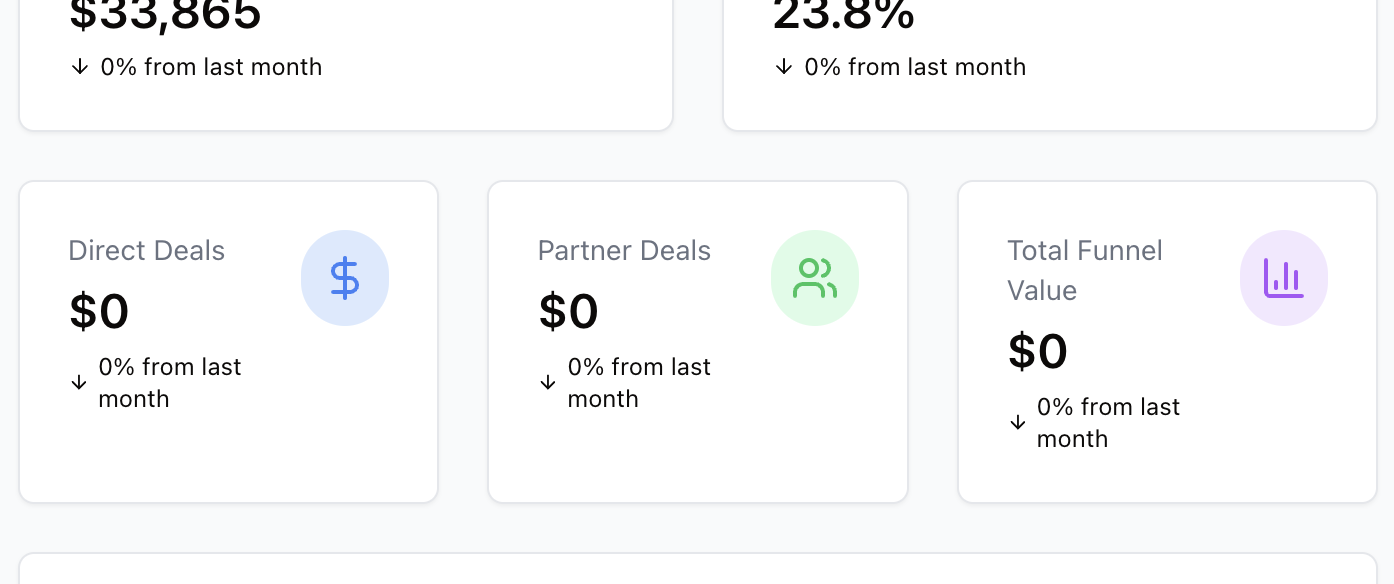 $33,865
23.8%
0% from last month
0% from last month
Direct Deals
$0
0% from last
month
Partner Deals
$0
0% from last
month
Total Funnel
Value
$0
0% from last
month